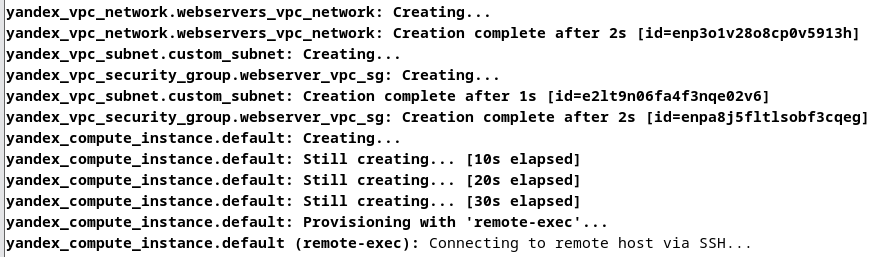 yandex_vpc_network.webservers_vpc_network: Creating...
yandex_vpc_network.webservers_vpc_network: Creation complete after 2s [id=enp3o1v28o8cp0v5913h]
yandex_vpc_subnet.custom_subnet: Creating...
yandex_vpc_security_group.webserver_vpc_sg: Creating...
yandex_vpc_subnet.custom_subnet: Creation complete after 1s [id=e2lt9n06fa4f3nqe02v6]
yandex_vpc_security_group.webserver_vpc_sg: Creation complete after 2s [id=enpa8j5fltlsobf3cqeg]
yandex_compute_instance.default: Creating...
yandex_compute_instance.default: Still creating... [10s elapsed]
yandex_compute_instance.default: Still creating... [20s elapsed]
yandex_compute_instance.default: Still creating... [30s elapsed]
yandex_compute_instance.default: Provisioning with 'remote-exec'...
yandex_compute_instance.default (remote-exec): Connecting to remote host via SSH...